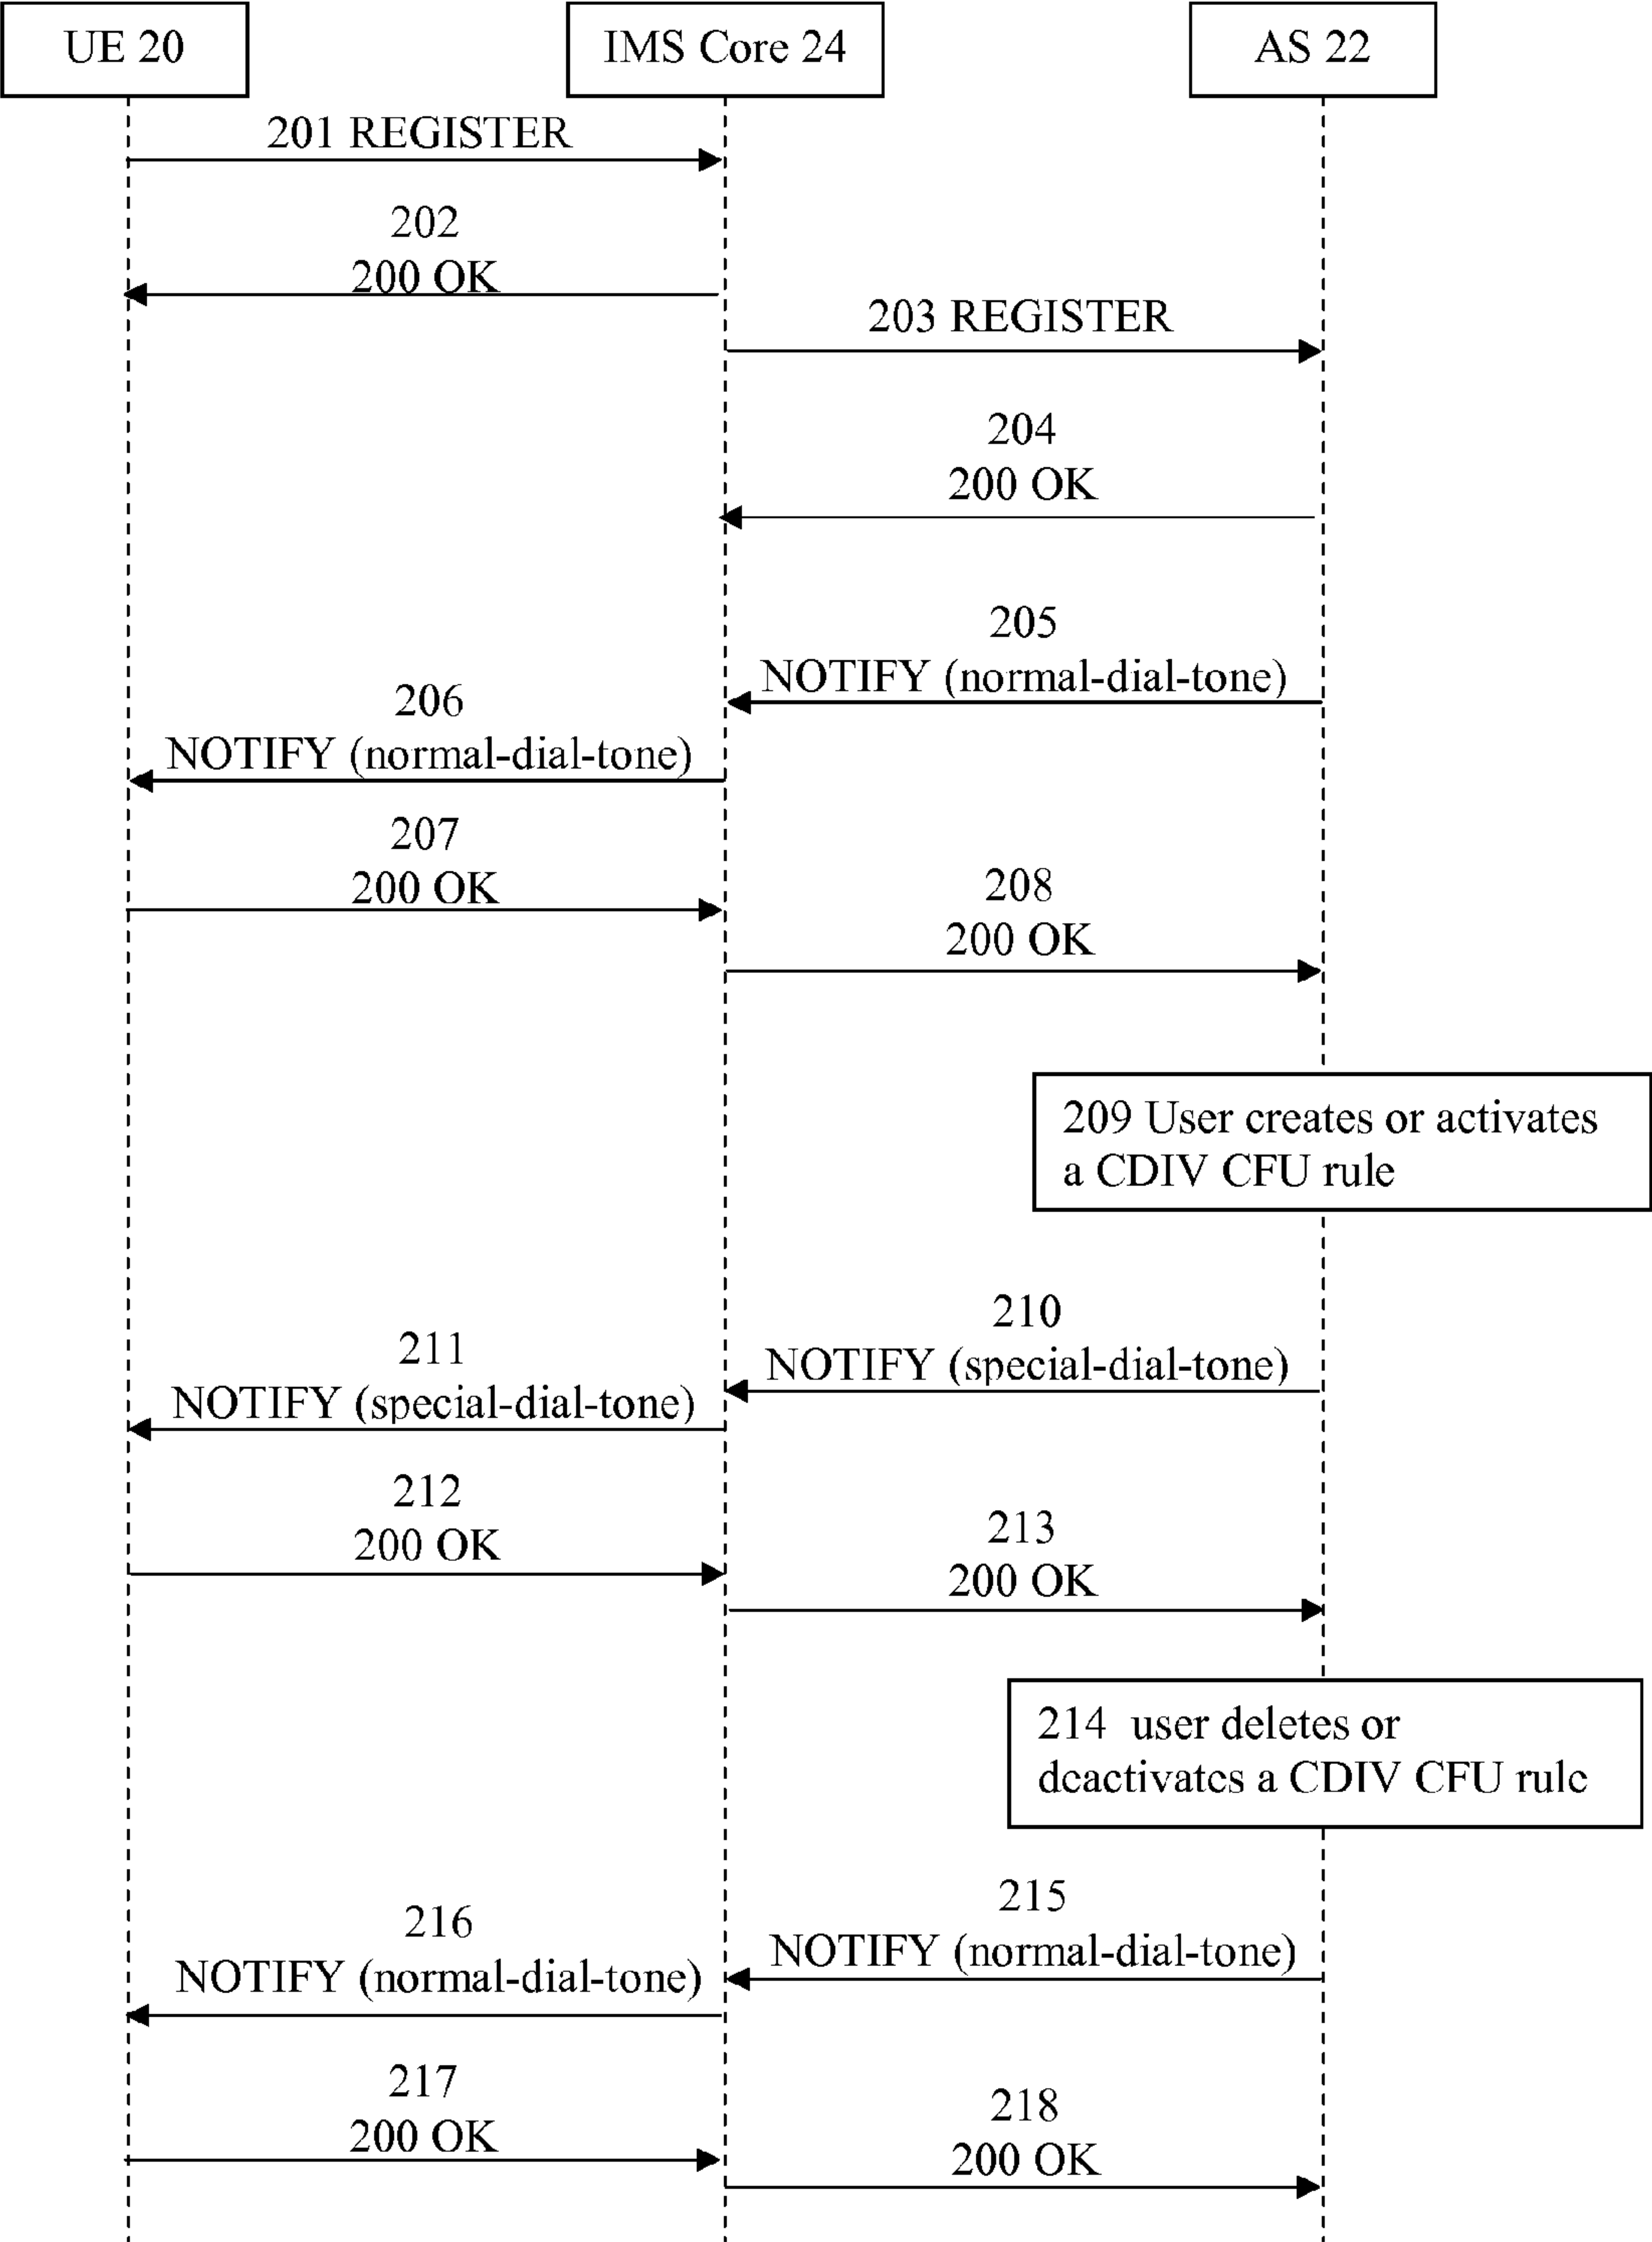 UE 20
IMS Core 24
AS 22
201 REGISTER
202
200 OK
203 REGISTER
204
200 OK
205
NOTIFY (normal-dial-tone)
206
NOTIFY (normal-dial-tone)
207
200 OK
208
200 OK
209 User creates or activates
a CDIV CFU rule
210
NOTIFY (special-dial-tone)
211
NOTIFY (special-dial-tone)
212
200 OK
213
200 OK
214 user deletes or
deactivates a CDIV CFU rule
215
NOTIFY (normal-dial-tone)
216
NOTIFY (normal-dial-tone)
217
200 OK
218
200 OK